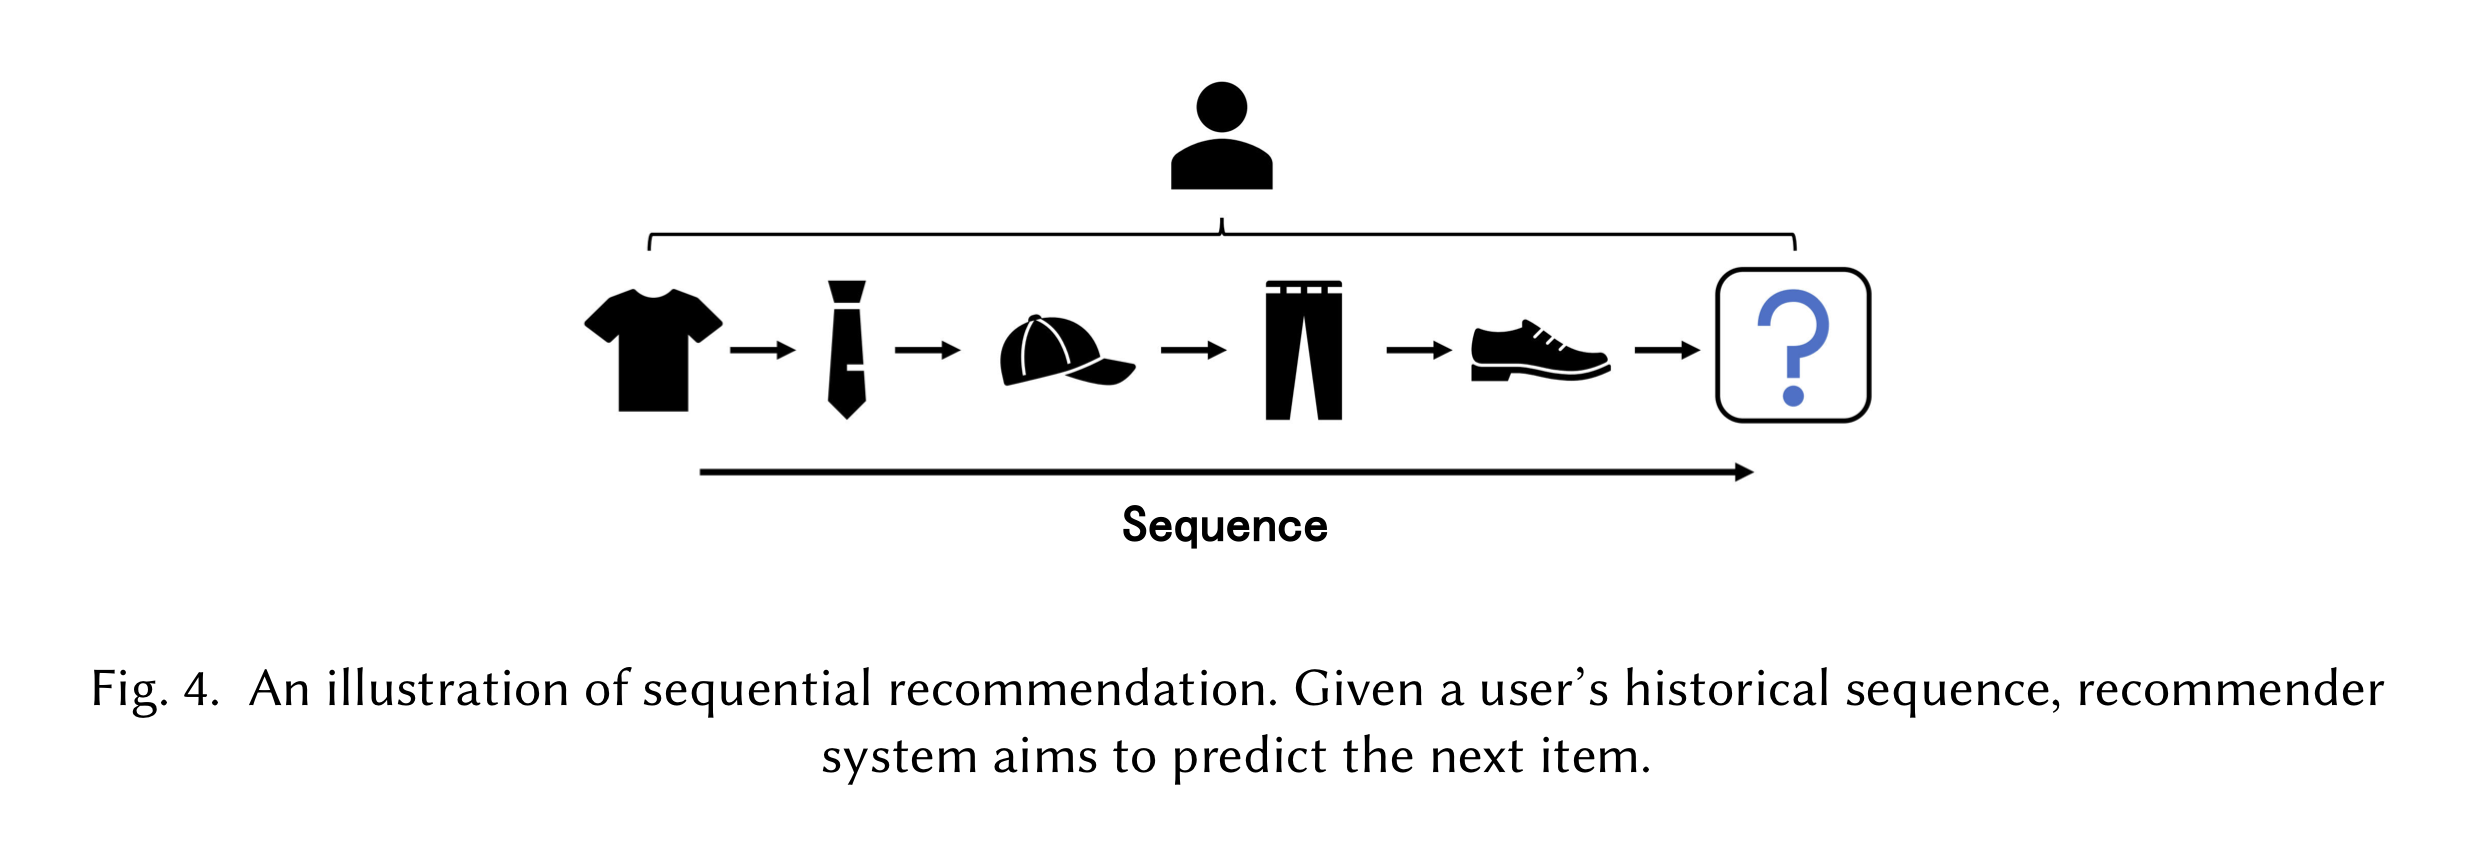 ?
Sequence
Fig. 4. An illustration of sequential recommendation. Given a user’s historical sequence, recommender
system aims to predict the next item.